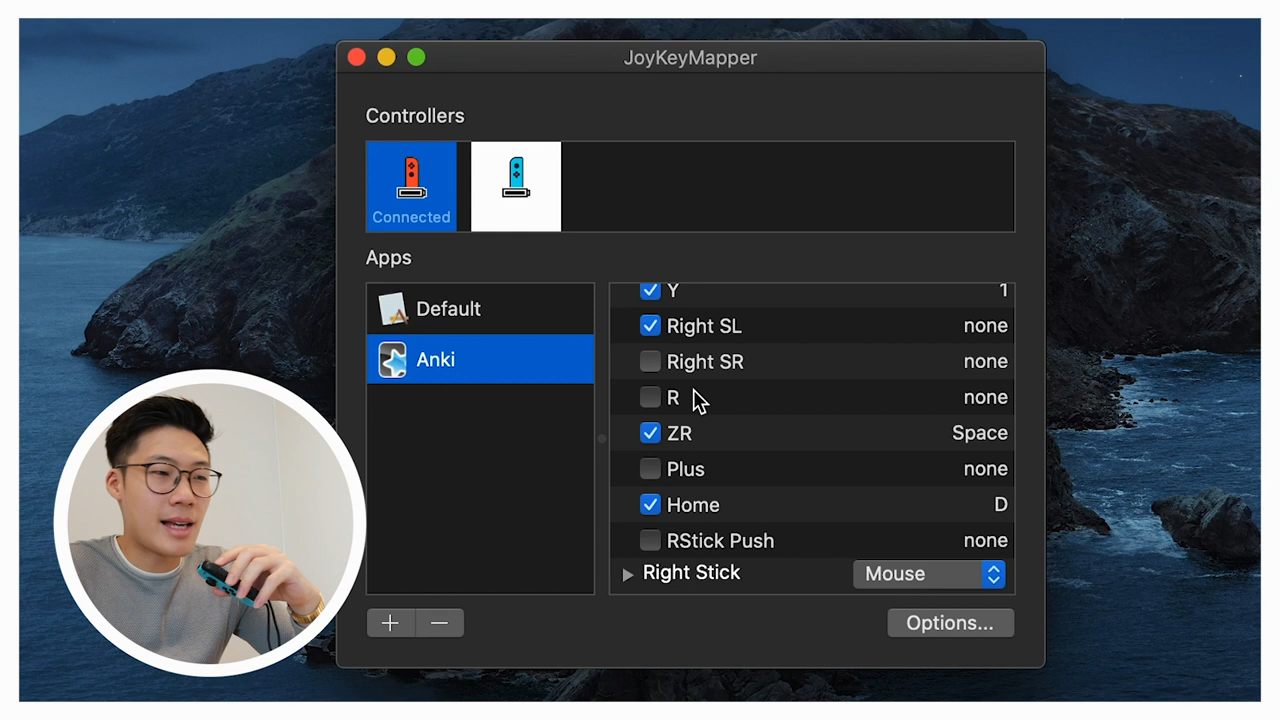 JoyKeyMapper
Controllers
Connected
Apps
Default
Anki
Y 1
Right SL none
Right SR none
R none
ZR Space
Plus none
Home D
RStick Push none
Right Stick Mouse
+ −
Options...